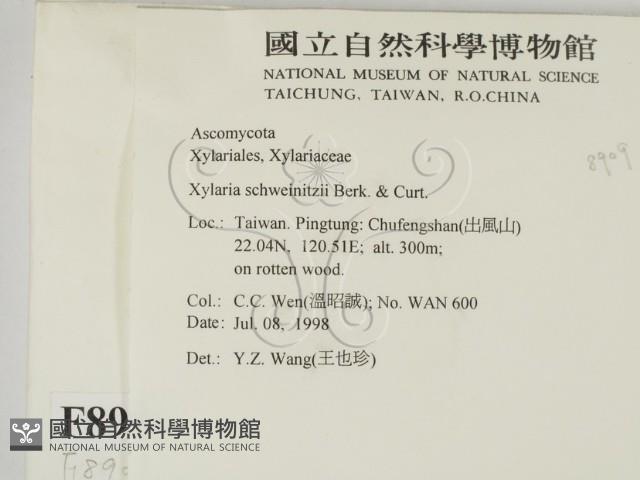 國立自然科學博物館
NATIONAL MUSEUM OF NATURAL SCIENCE
TAICHUNG, TAIWAN, R.O.CHINA
8909
Ascomycota
Xylariales, Xylariaceae
Xylaria schweinitzii Berk. & Curt.
Loc.: Taiwan. Pingtung: Chufengshan(出風山)
22.04N, 120.51E; alt. 300m;
on rotten wood.
Col.: C.C. Wen(溫昭誠); No. WAN 600
Date: Jul. 08, 1998
Det.: Y.Z. Wang(王也珍)
F89
國立自然科學博物館
NATIONAL MUSEUM OF NATURAL SCIENCE